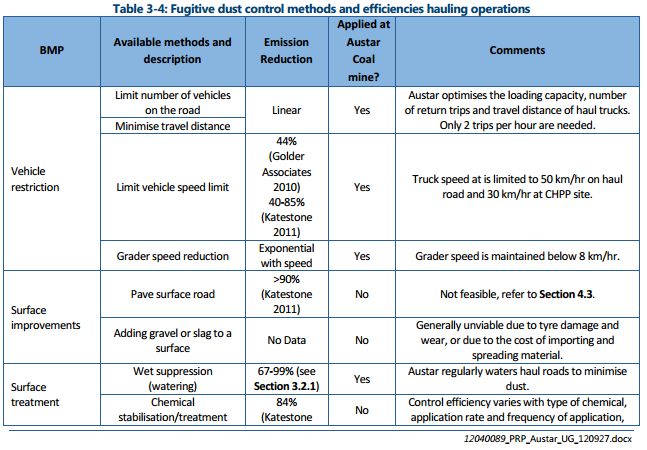 Table 3-4: Fugitive dust control methods and efficiencies hauling operations
BMP
Available methods and
description
Emission
Reduction
Applied at
Austar
Coal
mine?
Comments
Vehicle
restriction
Limit number of vehicles
on the road
Minimise travel distance
Linear
Yes
Austar optimises the loading capacity, number
of return trips and travel distance of haul trucks.
Only 2 trips per hour are needed.
Limit vehicle speed limit
44%
(Golder
Associates
2010)
40-85%
(Katestone
2011)
Yes
Truck speed at is limited to 50 km/hr on haul
road and 30 km/hr at CHPP site.
Grader speed reduction
Exponential
with speed
Yes
Grader speed is maintained below 8 km/hr.
Surface
improvements
Pave surface road
>90%
(Katestone
2011)
No
Not feasible, refer to Section 4.3.
Adding gravel or slag to a
surface
No Data
No
Generally unviable due to tyre damage and
wear, or due to the cost of importing and
spreading material.
Surface
treatment
Wet suppression
(watering)
67-99% (see
Section 3.2.1)
Yes
Austar regularly waters haul roads to minimise
dust.
Chemical
stabilisation/treatment
84%
(Katestone
No
Control efficiency varies with type of chemical,
application rate and frequency of application,
12040089_PRP_Austar_UG_120927.docx